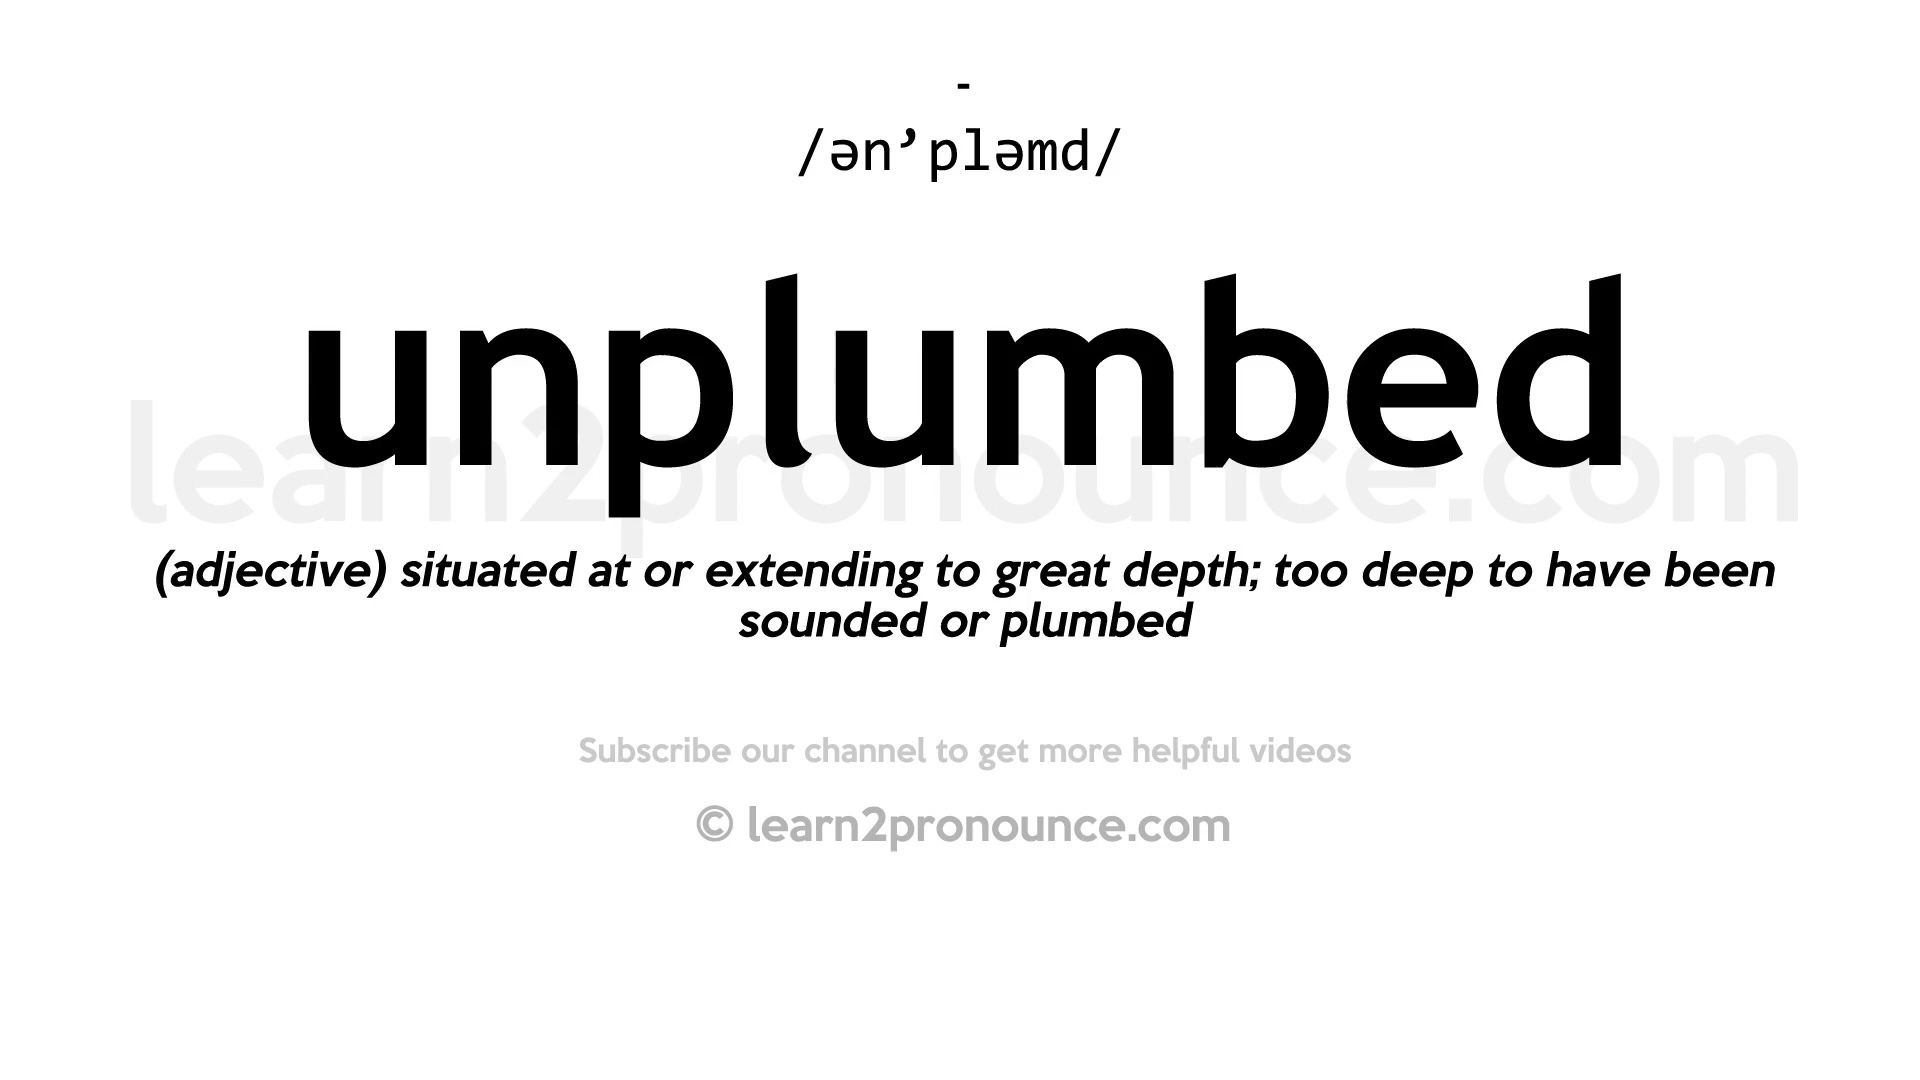 -
/ən’pləmd/
unplumbed
learn2pronounce.com
(adjective) situated at or extending to great depth; too deep to have been
sounded or plumbed
Subscribe our channel to get more helpful videos
© learn2pronounce.com